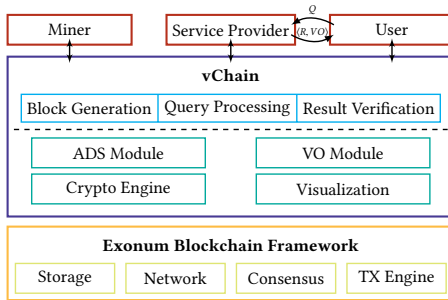 Miner
Service Provider
Q
⟨R, VO⟩
User
vChain
Block Generation
Query Processing
Result Verification
ADS Module
VO Module
Crypto Engine
Visualization
Exonum Blockchain Framework
Storage
Network
Consensus
TX Engine